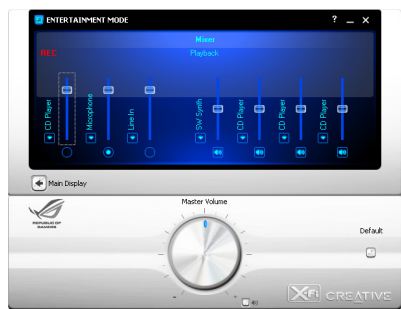 ENTERTAINMENT MODE
? _ X
Mixer
REC
Playback
CD Player
Microphone
Line In
SW Synth
CD Player
CD Player
CD Player
Main Display
REPUBLIC OF
GAMERS
Master Volume
Default
- +
X-Fi CREATIVE